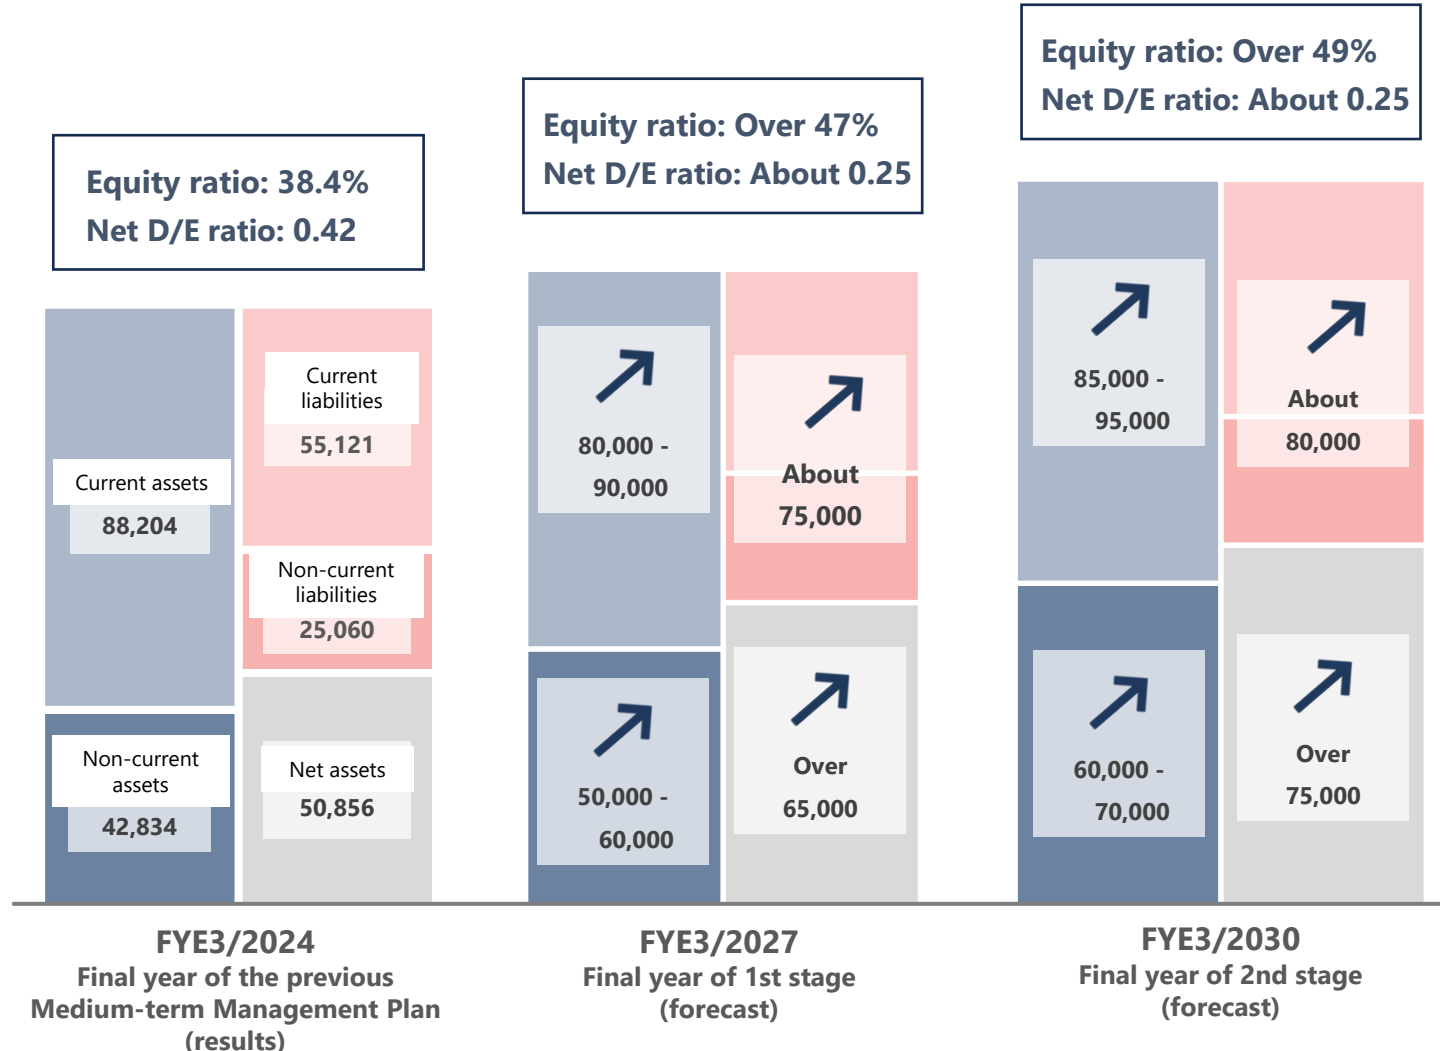 Equity ratio: 38.4%
Net D/E ratio: 0.42
Current assets
88,204
Non-current
assets
42,834
Current
liabilities
55,121
Non-current
liabilities
25,060
Net assets
50,856
FYE3/2024
Final year of the previous
Medium-term Management Plan
(results)
Equity ratio: Over 47%
Net D/E ratio: About 0.25
80,000 -
90,000
50,000 -
60,000
About
75,000
Over
65,000
FYE3/2027
Final year of 1st stage
(forecast)
Equity ratio: Over 49%
Net D/E ratio: About 0.25
85,000 -
95,000
60,000 -
70,000
About
80,000
Over
75,000
FYE3/2030
Final year of 2nd stage
(forecast)